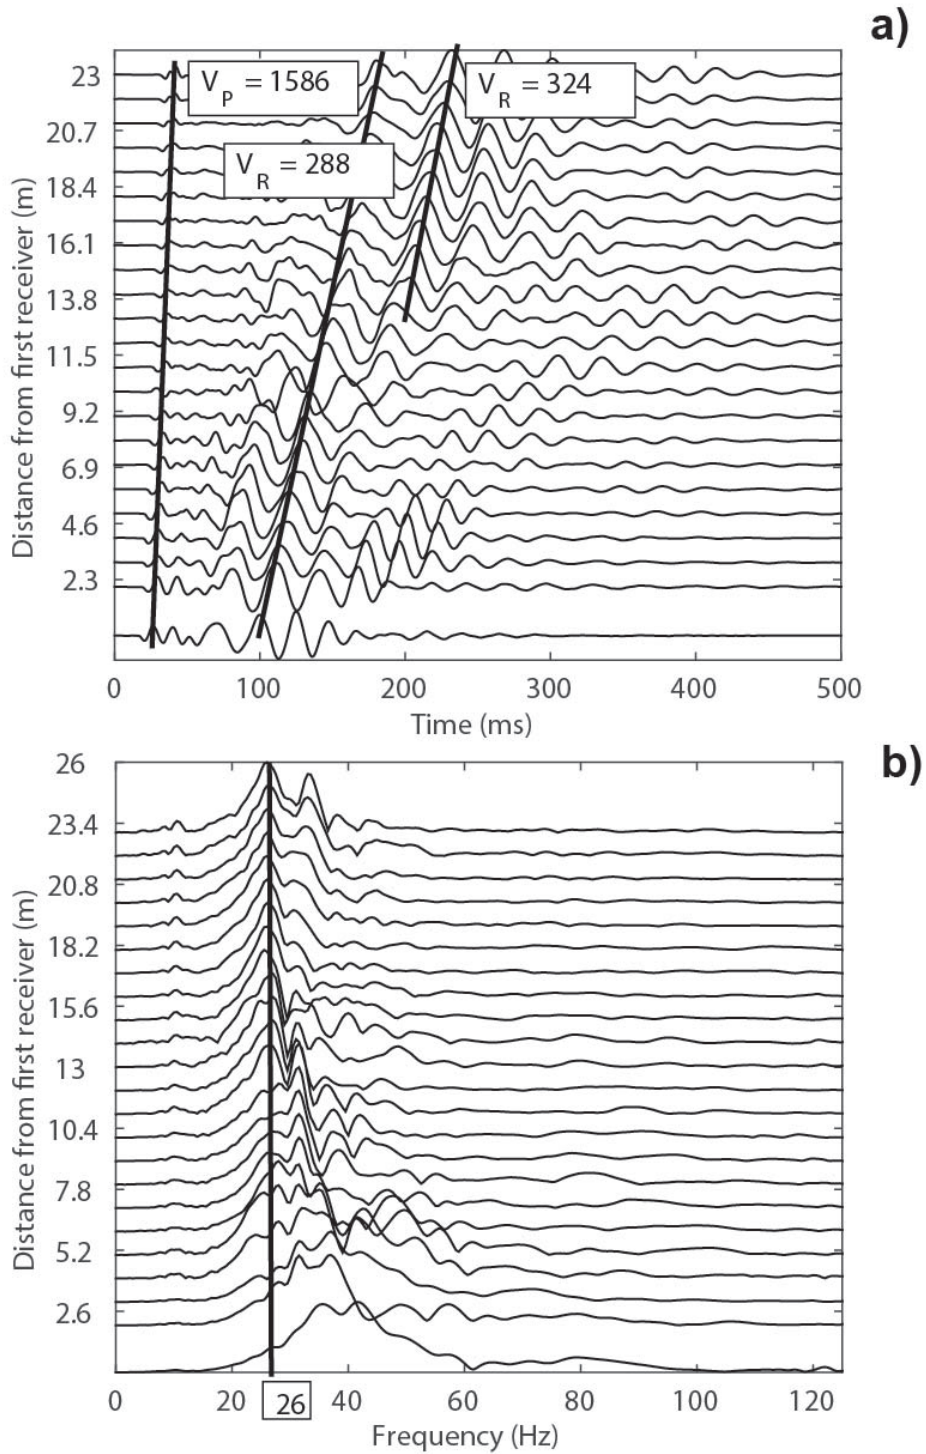 a)
V_P = 1586
V_R = 324
V_R = 288
23
20.7
18.4
16.1
13.8
11.5
9.2
6.9
4.6
2.3
Distance from first receiver (m)
0 100 200 300 400 500
Time (ms)
b)
26
23.4
20.8
18.2
15.6
13
10.4
7.8
5.2
2.6
Distance from first receiver (m)
0 20 40 60 80 100 120
26
Frequency (Hz)